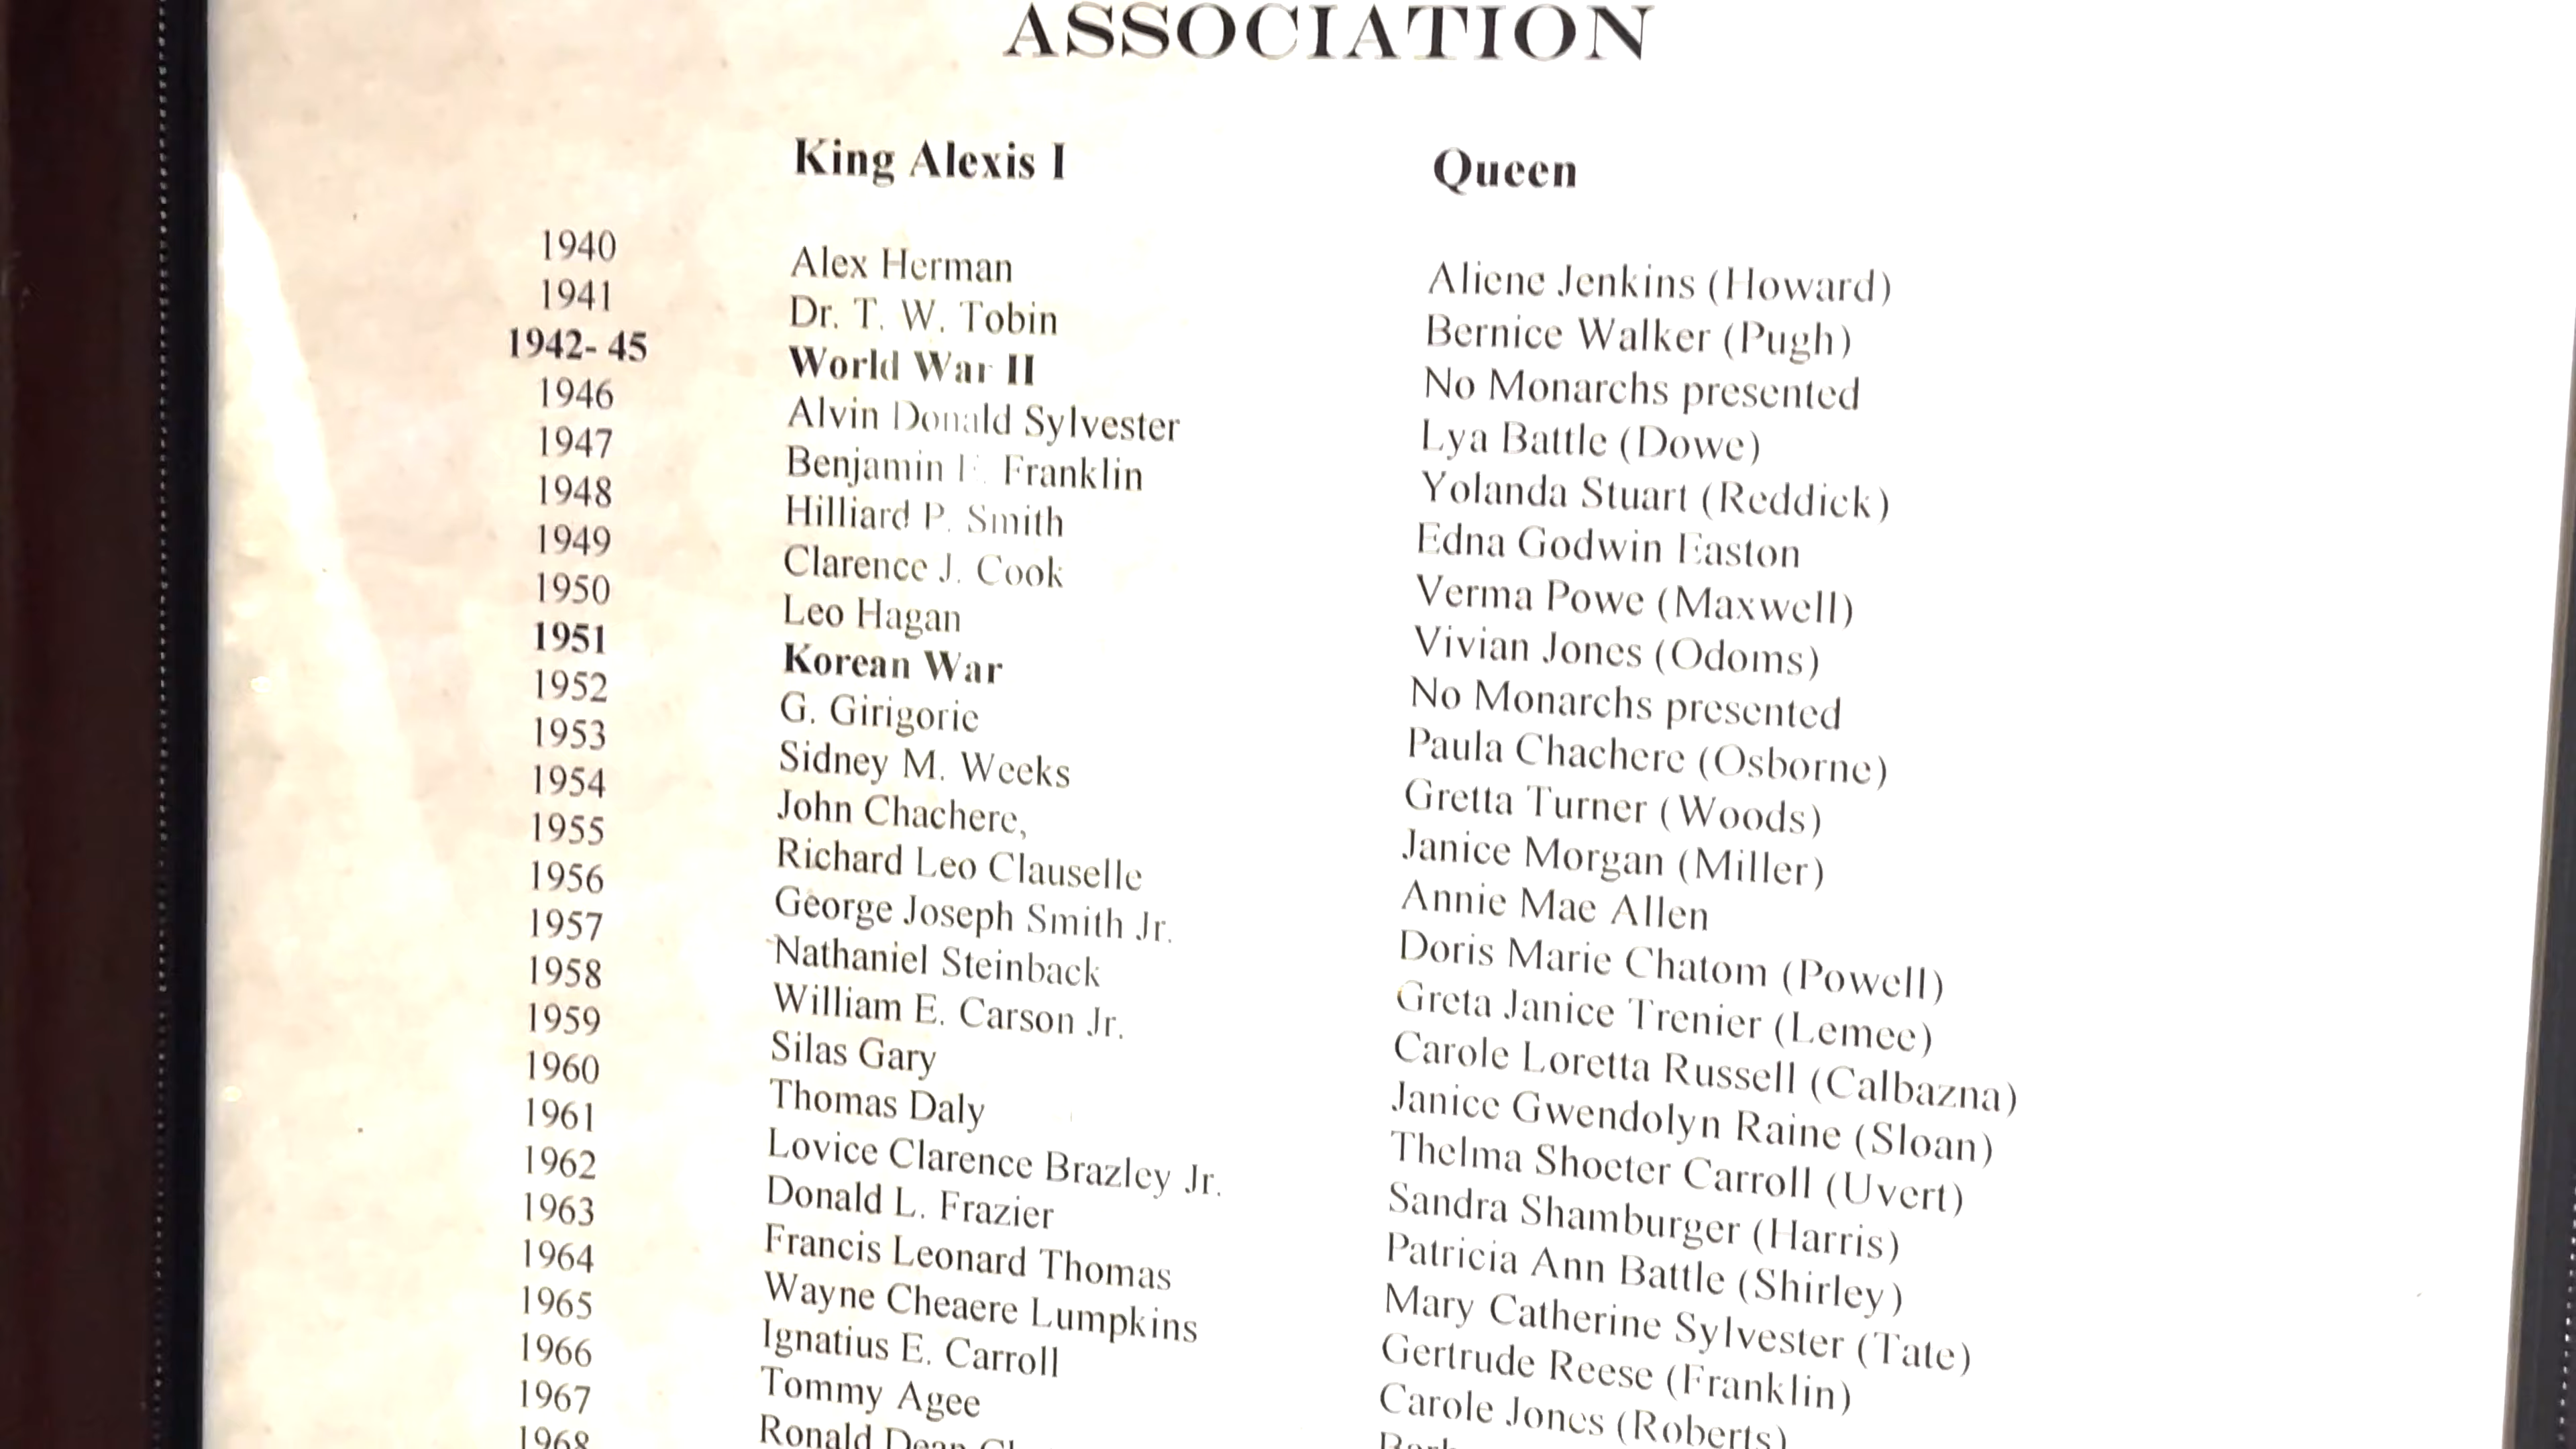 ASSOCIATION
King Alexis I Queen
1940 Alex Herman Aliene Jenkins (Howard)
1941 Dr. T. W. Tobin Bernice Walker (Pugh)
1942- 45 World War II No Monarchs presented
1946 Alvin Donald Sylvester Lya Battle (Dowe)
1947 Benjamin F. Franklin Yolanda Stuart (Reddick)
1948 Hilliard P. Smith Edna Godwin Easton
1949 Clarence J. Cook Verma Powe (Maxwell)
1950 Leo Hagan Vivian Jones (Odoms)
1951 Korean War No Monarchs presented
1952 G. Girigorie Paula Chachere (Osborne)
1953 Sidney M. Weeks Gretta Turner (Woods)
1954 John Chachere, Janice Morgan (Miller)
1955 Richard Leo Clauselle Annie Mae Allen
1956 George Joseph Smith Jr. Doris Marie Chatom (Powell)
1957 Nathaniel Steinback Greta Janice Trenier (Lemee)
1958 William E. Carson Jr. Carole Loretta Russell (Calbazna)
1959 Silas Gary Janice Gwendolyn Raine (Sloan)
1960 Thomas Daly Thelma Shoeter Carroll (Uvert)
1961 Lovice Clarence Brazley Jr. Sandra Shamburger (Harris)
1962 Donald L. Frazier Patricia Ann Battle (Shirley)
1963 Francis Leonard Thomas Mary Catherine Sylvester (Tate)
1964 Wayne Cheaere Lumpkins Gertrude Reese (Franklin)
1965 Ignatius E. Carroll Carole Jones (Roberts)
1966 Tommy Agee
1967 Ronald Dean
1968